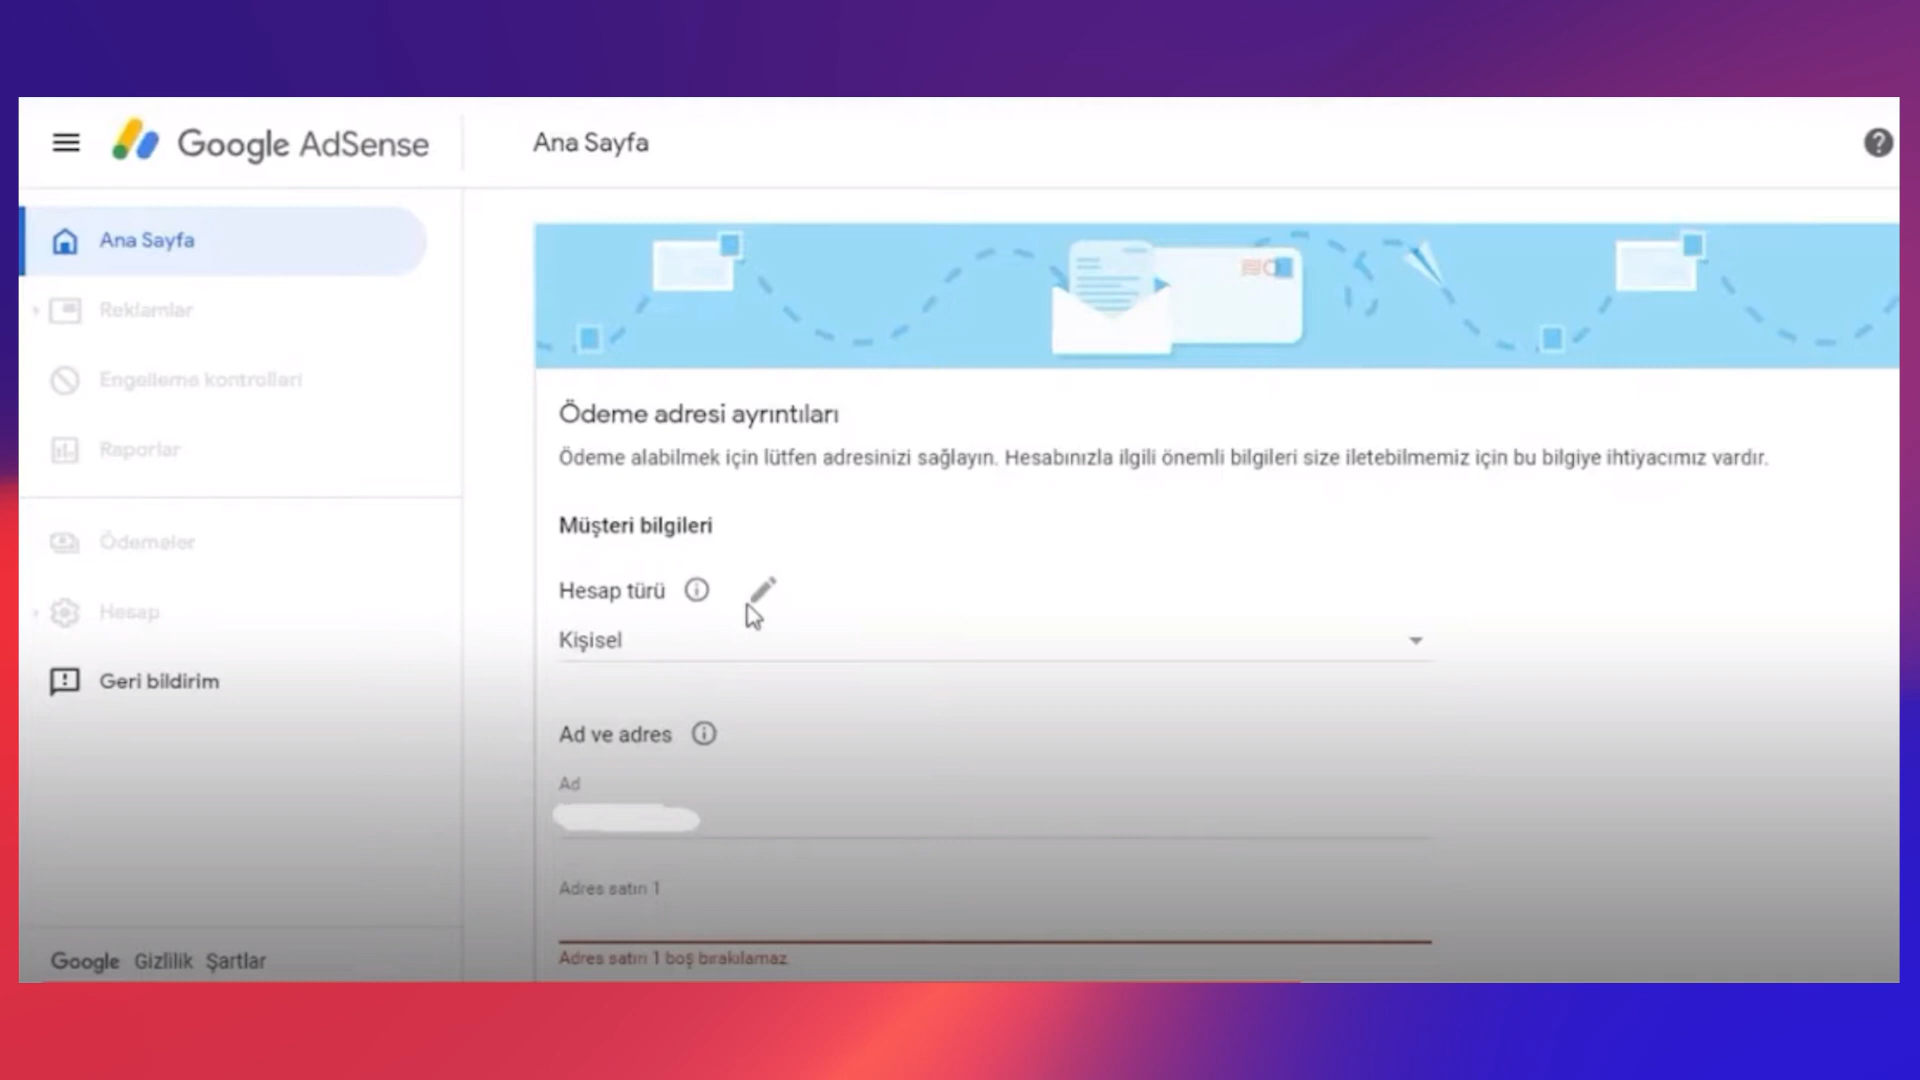 Google AdSense
Ana Sayfa
Ana Sayfa
Reklamlar
Engelleme kontrolleri
Raporlar
Ödemeler
Hesap
Geri bildirim
Google Gizlilik Şartlar
Ödeme adresi ayrıntıları
Ödeme alabilmek için lütfen adresinizi sağlayın. Hesabınızla ilgili önemli bilgileri size iletebilmemiz için bu bilgiye ihtiyacımız vardır.
Müşteri bilgileri
Hesap türü
Kişisel
Ad ve adres
Ad
Adres satırı 1
Adres satırı 1 boş bırakılamaz